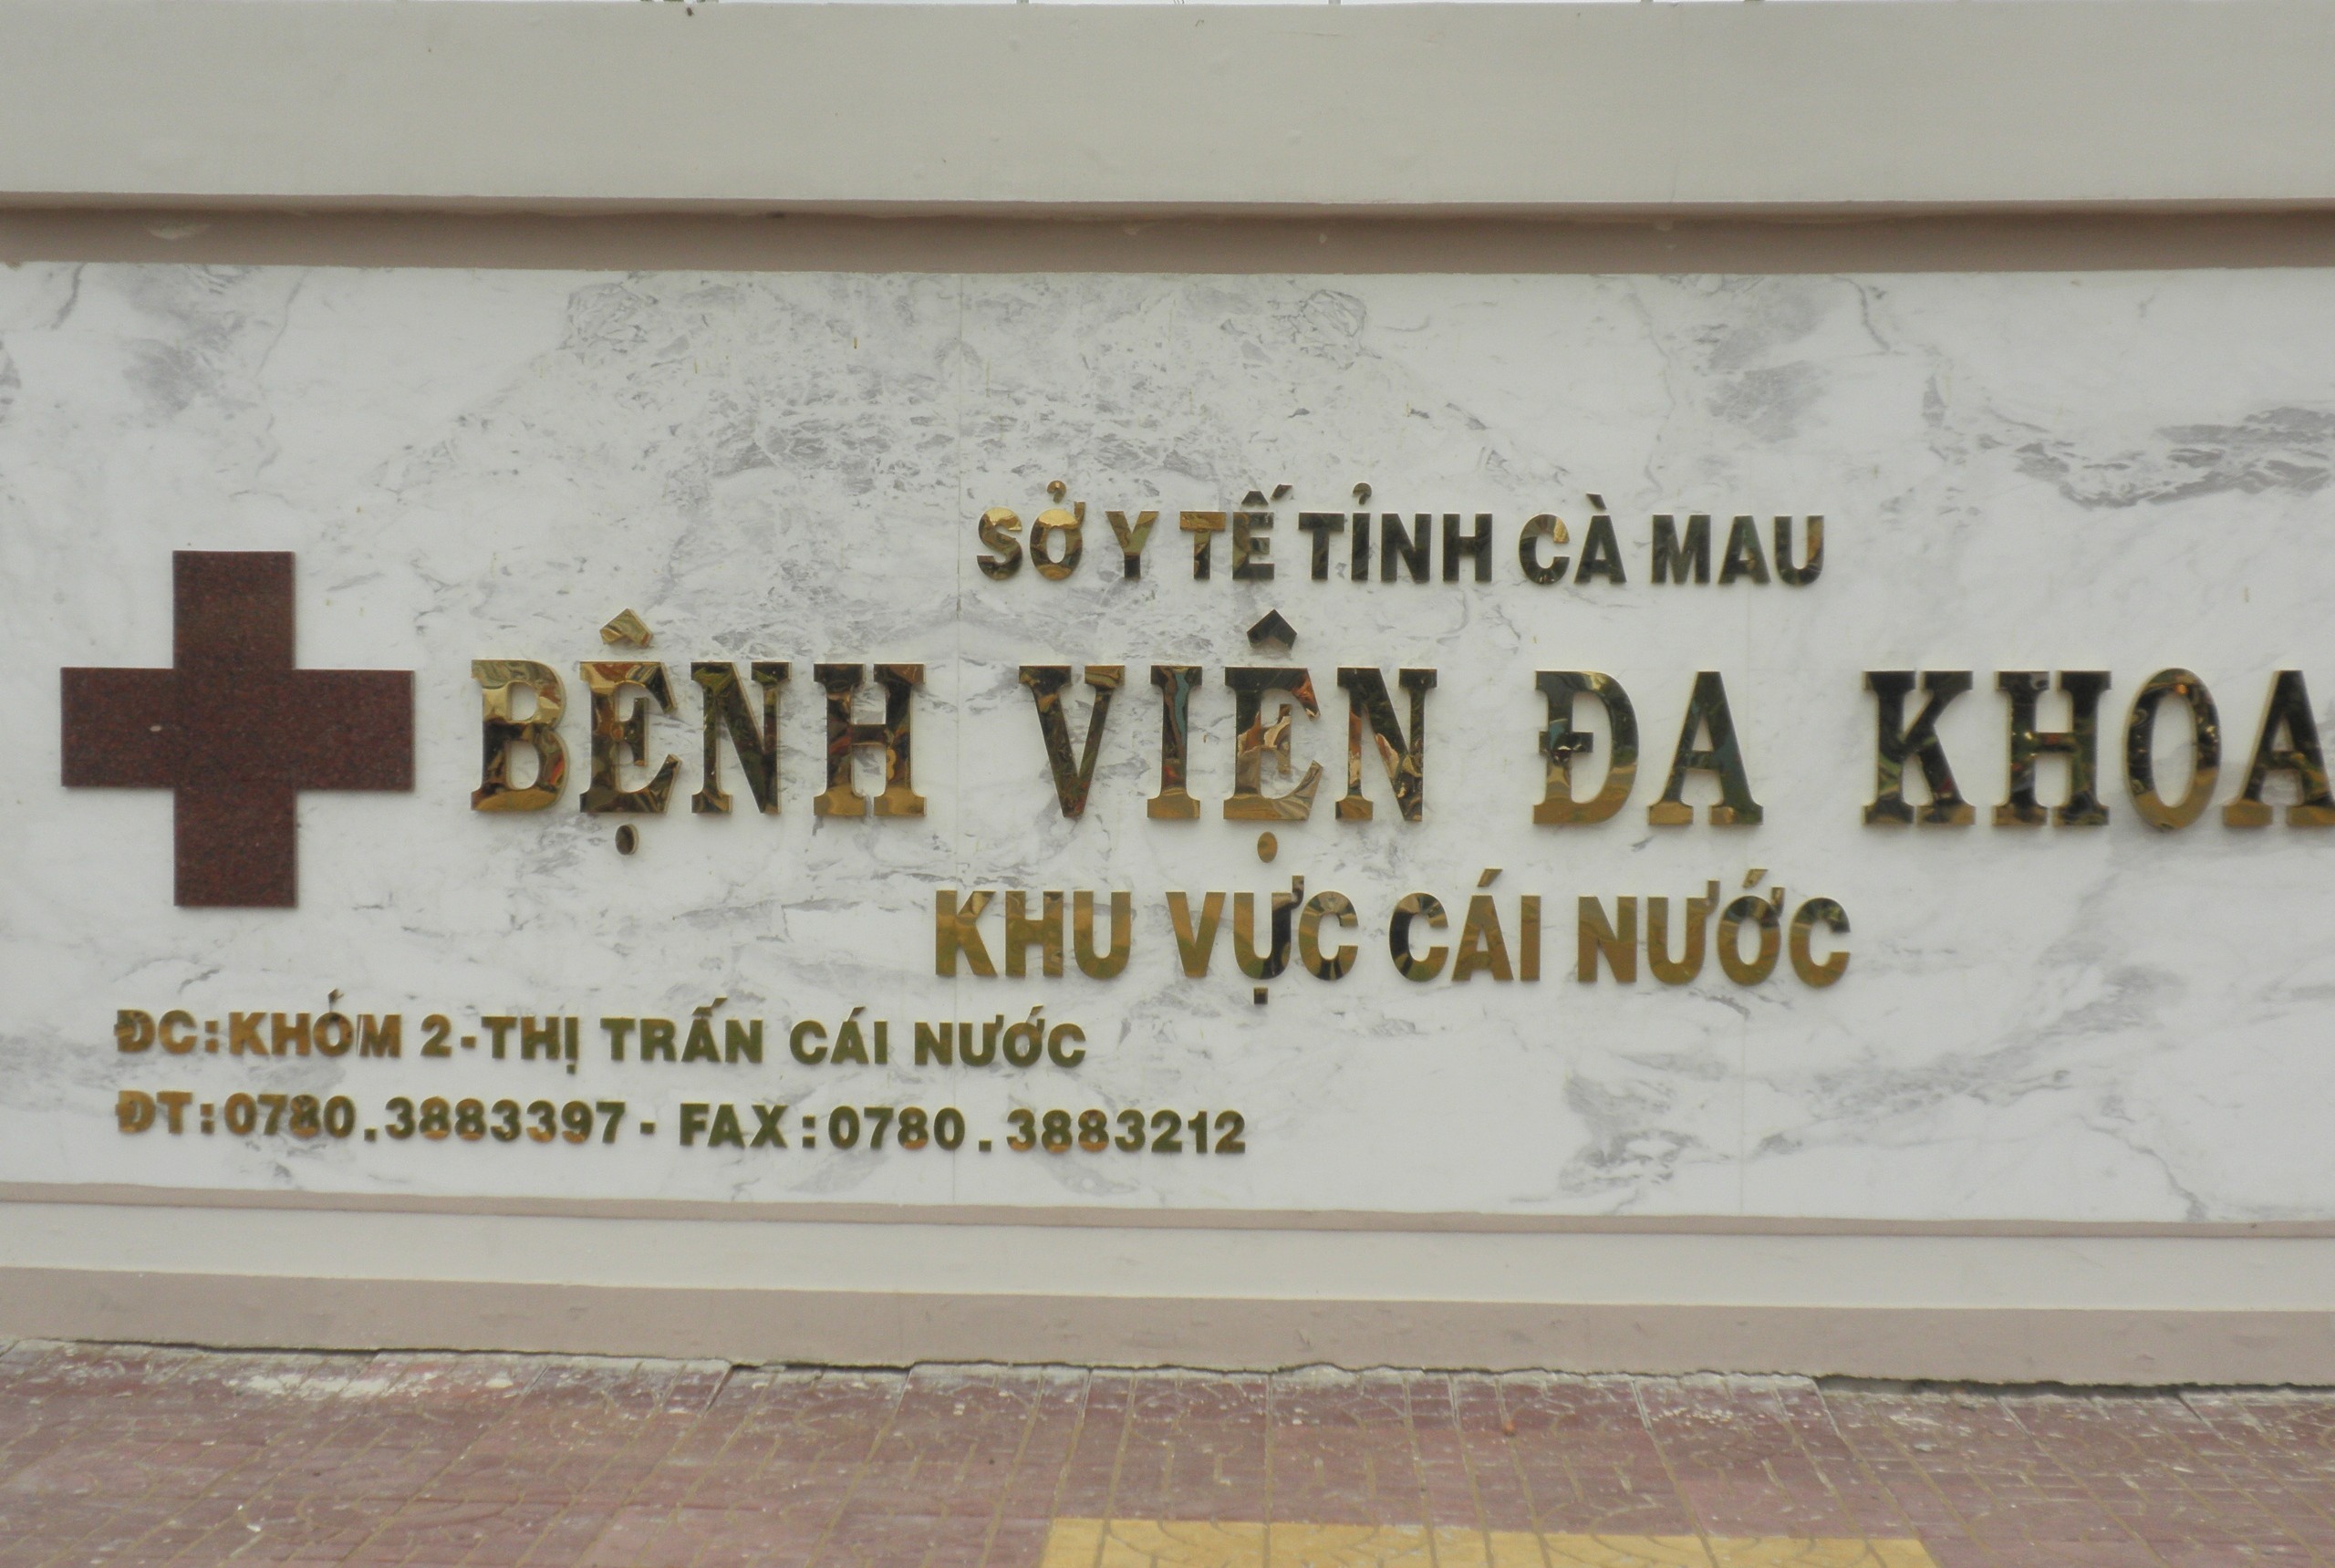 SỞ Y TẾ TỈNH CÀ MAU
BỆNH VIỆN ĐA KHOA
KHU VỰC CÁI NƯỚC
ĐC:KHÓM 2-THỊ TRẤN CÁI NƯỚC
ĐT:0780.3883397- FAX:0780.3883212